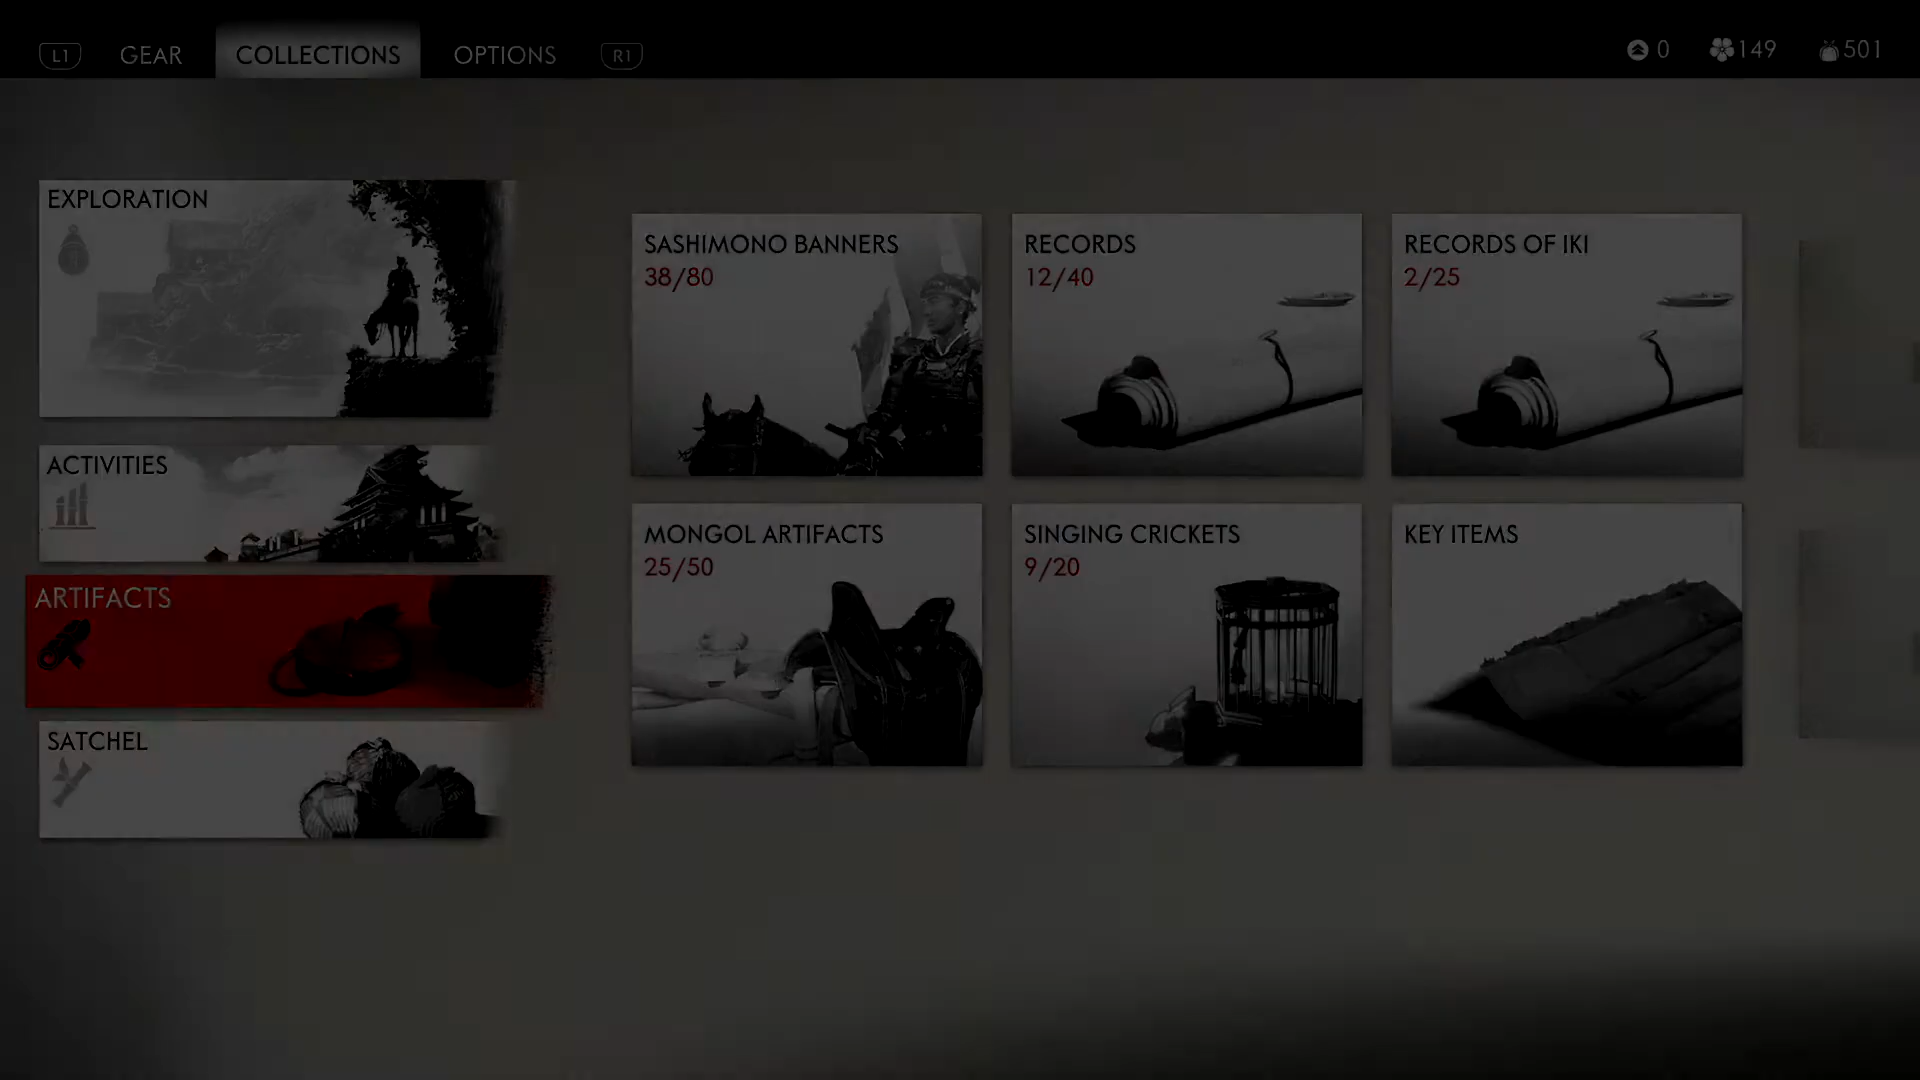 L1 GEAR COLLECTIONS OPTIONS R1 0 149 501
EXPLORATION
ACTIVITIES
ARTIFACTS
SATCHEL
SASHIMONO BANNERS
38/80
RECORDS
12/40
RECORDS OF IKI
2/25
MONGOL ARTIFACTS
25/50
SINGING CRICKETS
9/20
KEY ITEMS